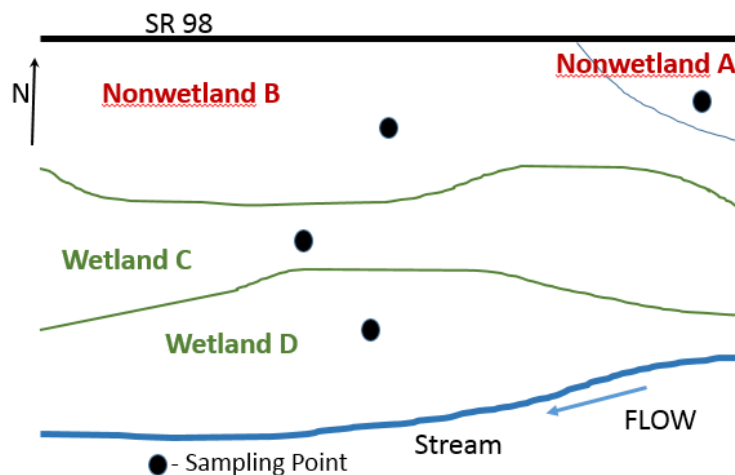 SR 98
Nonwetland A
N
Nonwetland B
Wetland C
Wetland D
FLOW
Stream
- Sampling Point